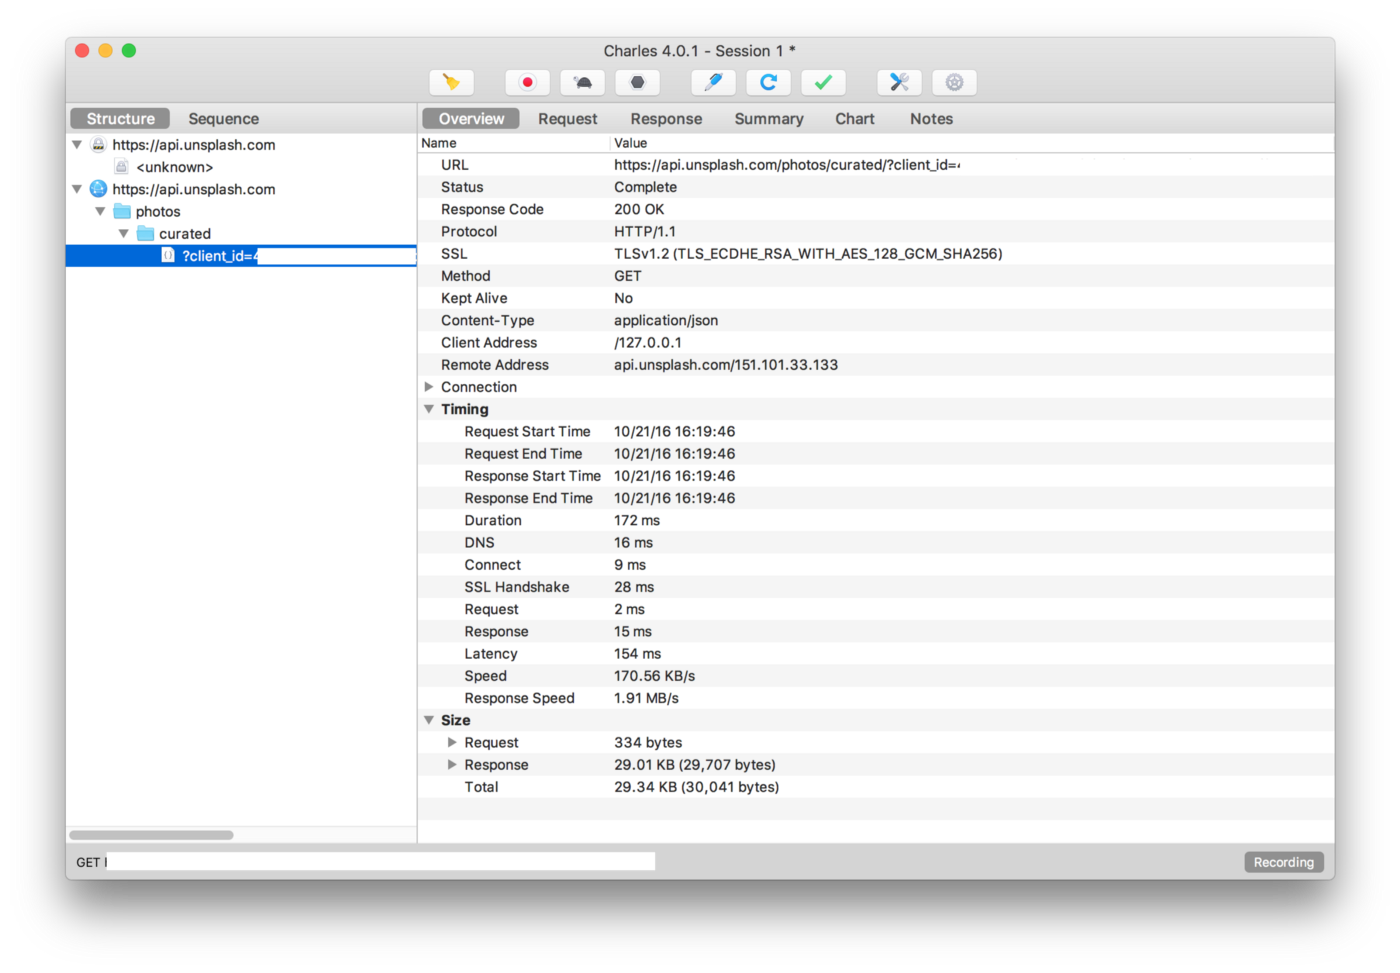 Charles 4.0.1 - Session 1 *
Structure Sequence
Overview Request Response Summary Chart Notes
https://api.unsplash.com
<unknown>
https://api.unsplash.com
photos
curated
?client_id=4
Name Value
URL https://api.unsplash.com/photos/curated/?client_id=4
Status Complete
Response Code 200 OK
Protocol HTTP/1.1
SSL TLSv1.2 (TLS_ECDHE_RSA_WITH_AES_128_GCM_SHA256)
Method GET
Kept Alive No
Content-Type application/json
Client Address /127.0.0.1
Remote Address api.unsplash.com/151.101.33.133
Connection
Timing
Request Start Time 10/21/16 16:19:46
Request End Time 10/21/16 16:19:46
Response Start Time 10/21/16 16:19:46
Response End Time 10/21/16 16:19:46
Duration 172 ms
DNS 16 ms
Connect 9 ms
SSL Handshake 28 ms
Request 2 ms
Response 15 ms
Latency 154 ms
Speed 170.56 KB/s
Response Speed 1.91 MB/s
Size
Request 334 bytes
Response 29.01 KB (29,707 bytes)
Total 29.34 KB (30,041 bytes)
GET
Recording